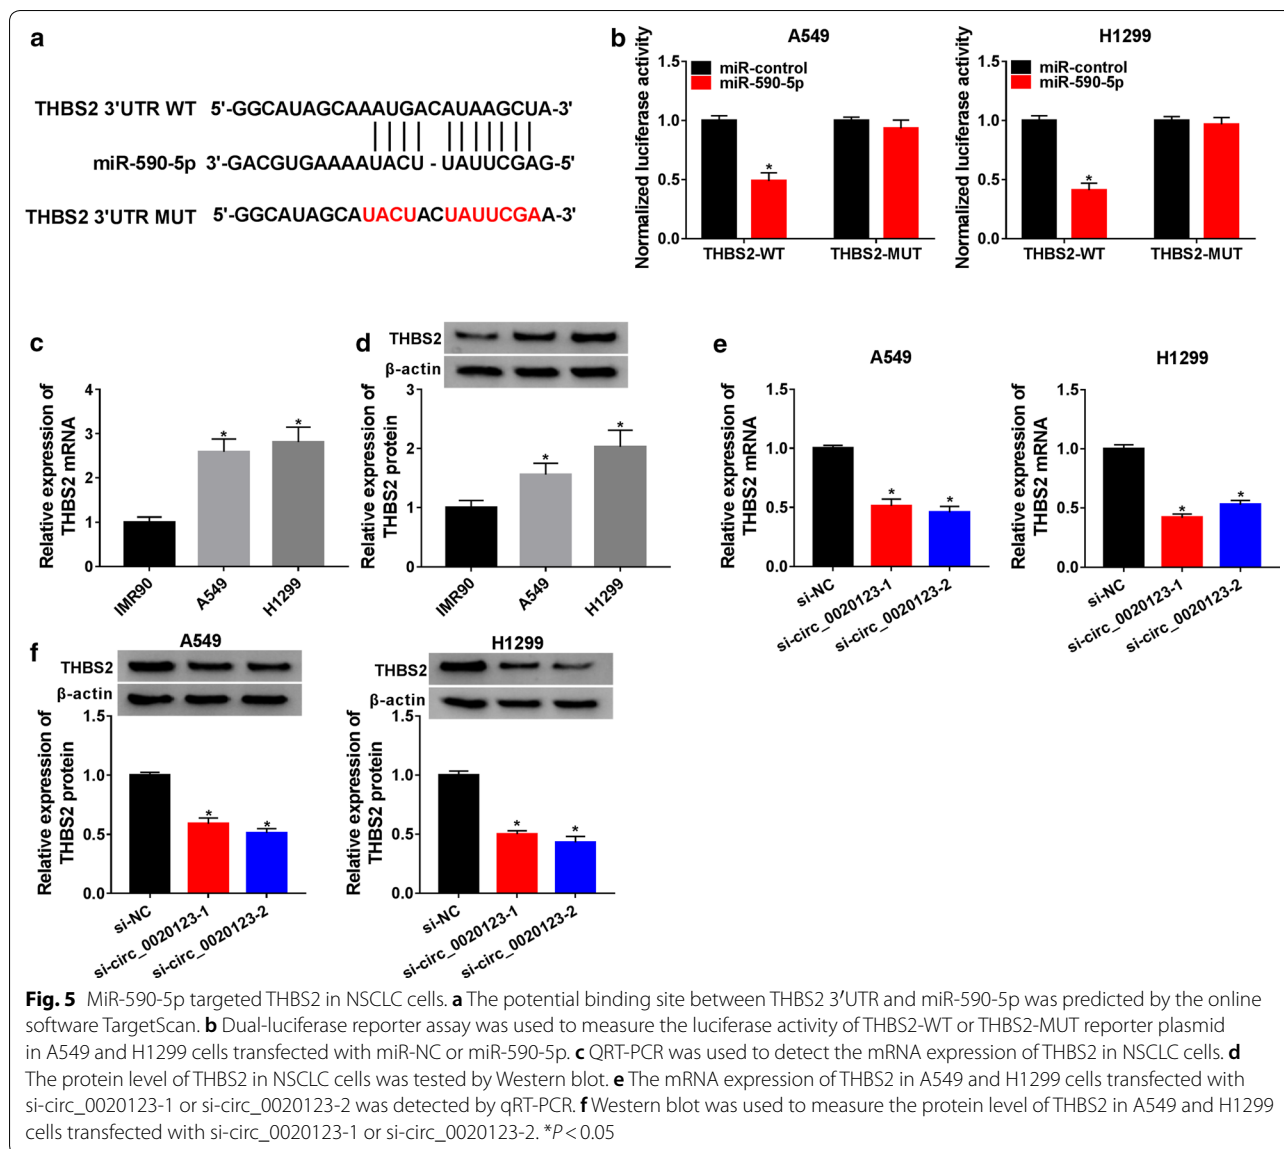 a
THBS2 3'UTR WT 5'-GGCAUAGCAAAUGACAUAAGCUA-3'
miR-590-5p 3'-GACGUGAAAAUACU - UAUUCGAG-5'
THBS2 3'UTR MUT 5'-GGCAUAGCAUACUACUAUUCGAA-3'
b
A549
Normalized luciferase activity
1.5
1.0
0.5
0.0
miR-control
miR-590-5p
*
THBS2-WT THBS2-MUT
H1299
Normalized luciferase activity
1.5
1.0
0.5
0.0
miR-control
miR-590-5p
*
THBS2-WT THBS2-MUT
c
Relative expression of
THBS2 mRNA
4
3
2
1
0
* *
IMR90 A549 H1299
d
THBS2
β-actin
Relative expression of
THBS2 protein
3
2
1
0
* *
IMR90 A549 H1299
e
A549
Relative expression of
THBS2 mRNA
1.5
1.0
0.5
0.0
* *
si-NC si-circ_0020123-1 si-circ_0020123-2
H1299
Relative expression of
THBS2 mRNA
1.5
1.0
0.5
0.0
* *
si-NC si-circ_0020123-1 si-circ_0020123-2
f
A549
THBS2
β-actin
Relative expression of
THBS2 protein
1.5
1.0
0.5
0.0
* *
si-NC si-circ_0020123-1 si-circ_0020123-2
H1299
THBS2
β-actin
Relative expression of
THBS2 protein
1.5
1.0
0.5
0.0
* *
si-NC si-circ_0020123-1 si-circ_0020123-2
Fig. 5 MiR-590-5p targeted THBS2 in NSCLC cells. a The potential binding site between THBS2 3′UTR and miR-590-5p was predicted by the online
software TargetScan. b Dual-luciferase reporter assay was used to measure the luciferase activity of THBS2-WT or THBS2-MUT reporter plasmid
in A549 and H1299 cells transfected with miR-NC or miR-590-5p. c QRT-PCR was used to detect the mRNA expression of THBS2 in NSCLC cells. d
The protein level of THBS2 in NSCLC cells was tested by Western blot. e The mRNA expression of THBS2 in A549 and H1299 cells transfected with
si-circ_0020123-1 or si-circ_0020123-2 was detected by qRT-PCR. f Western blot was used to measure the protein level of THBS2 in A549 and H1299
cells transfected with si-circ_0020123-1 or si-circ_0020123-2. *P < 0.05